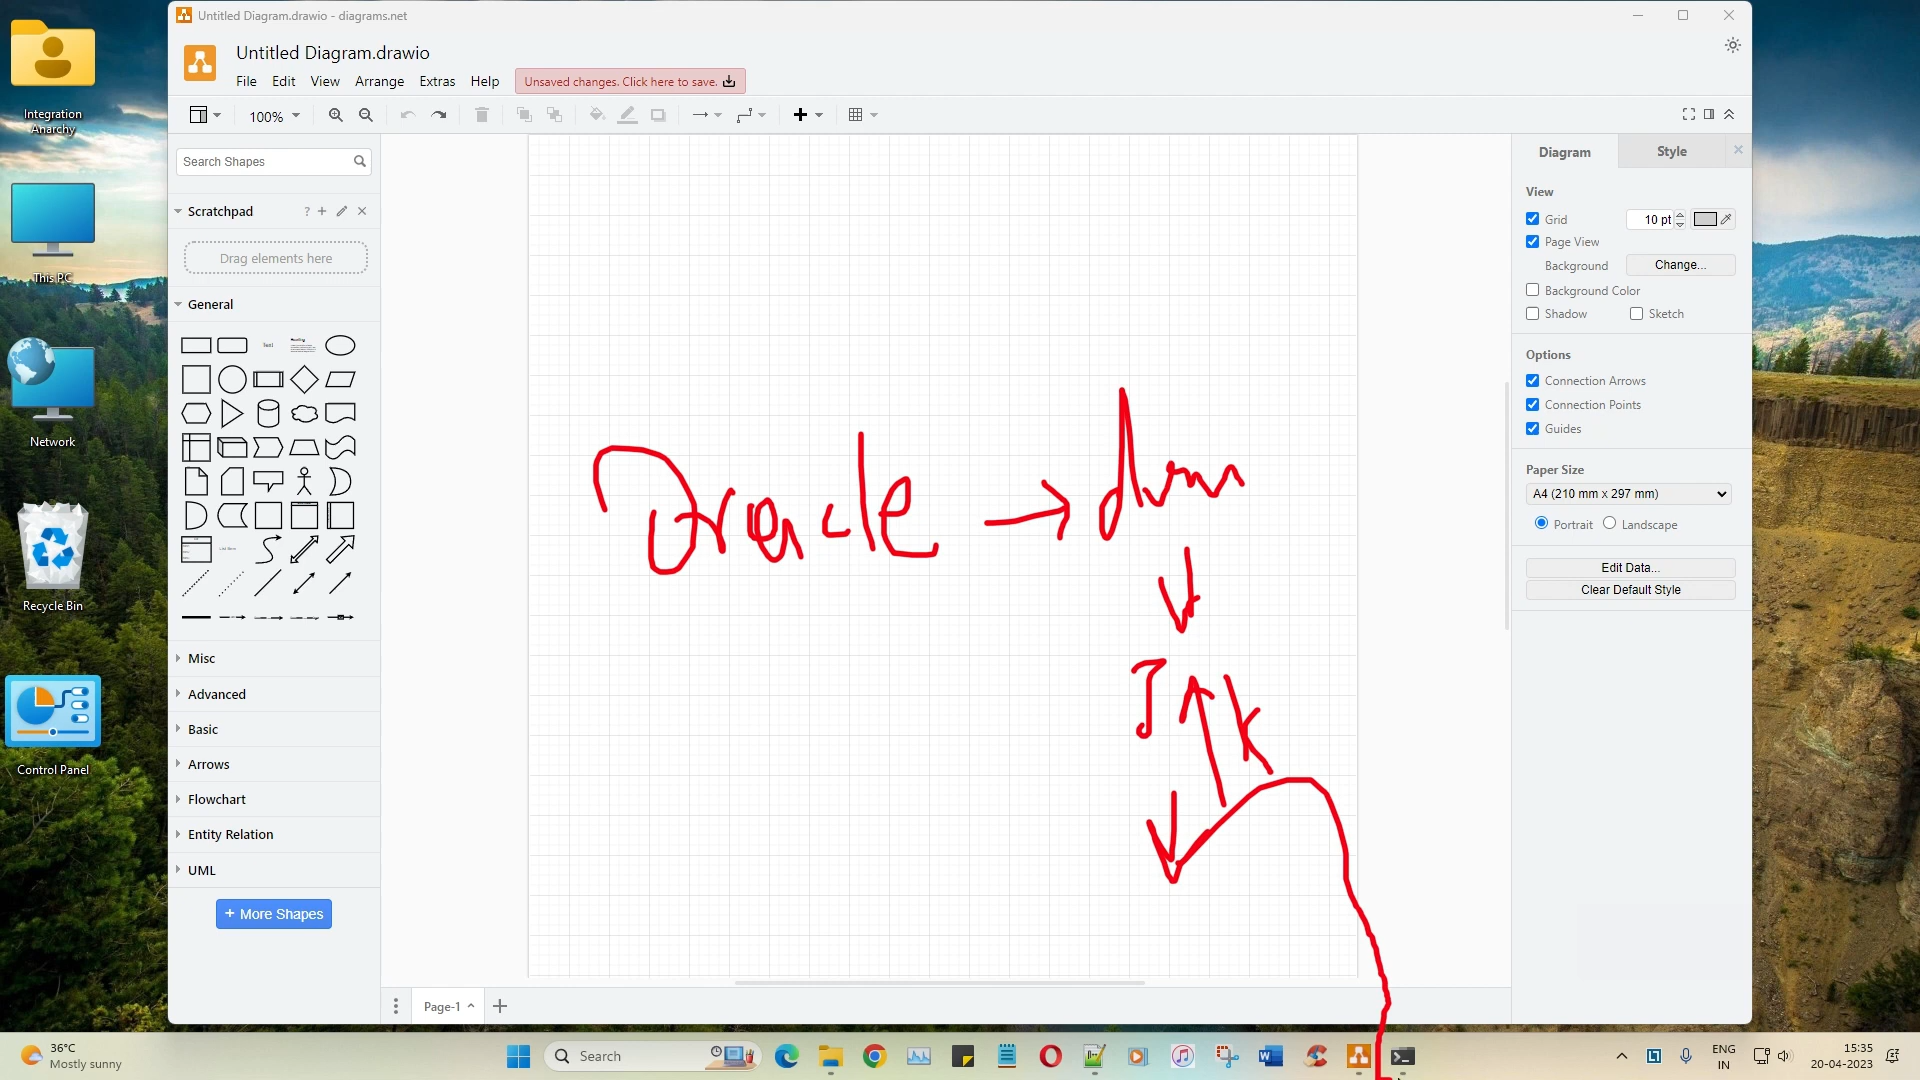 Untitled Diagram.drawio - diagrams.net
Untitled Diagram.drawio
File Edit View Arrange Extras Help Unsaved changes. Click here to save.
100%
Search Shapes
Scratchpad ? + ✕
Drag elements here
General
Text
Heading
Misc
Advanced
Basic
Arrows
Flowchart
Entity Relation
UML
+ More Shapes
Page-1
Diagram Style
View
Grid 10 pt
Page View
Background Change...
Background Color
Shadow Sketch
Options
Connection Arrows
Connection Points
Guides
Paper Size
A4 (210 mm x 297 mm)
Portrait Landscape
Edit Data...
Clear Default Style
Oracle →
Integration
Anarchy
This PC
Network
Recycle Bin
Control Panel
36°C
Mostly sunny
Search
ENG
IN
15:35
20-04-2023